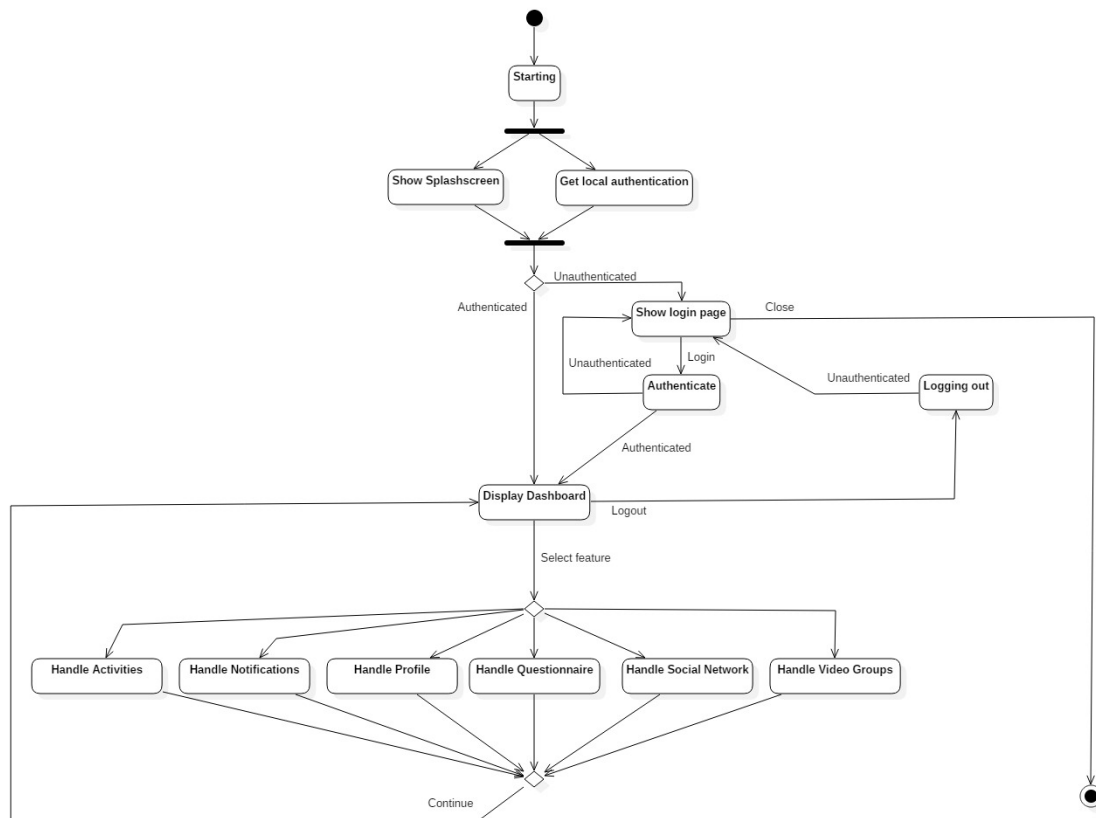 Starting
Show Splashscreen
Get local authentication
Unauthenticated
Authenticated
Show login page
Close
Unauthenticated
Login
Authenticate
Unauthenticated
Logging out
Authenticated
Display Dashboard
Logout
Select feature
Handle Activities
Handle Notifications
Handle Profile
Handle Questionnaire
Handle Social Network
Handle Video Groups
Continue